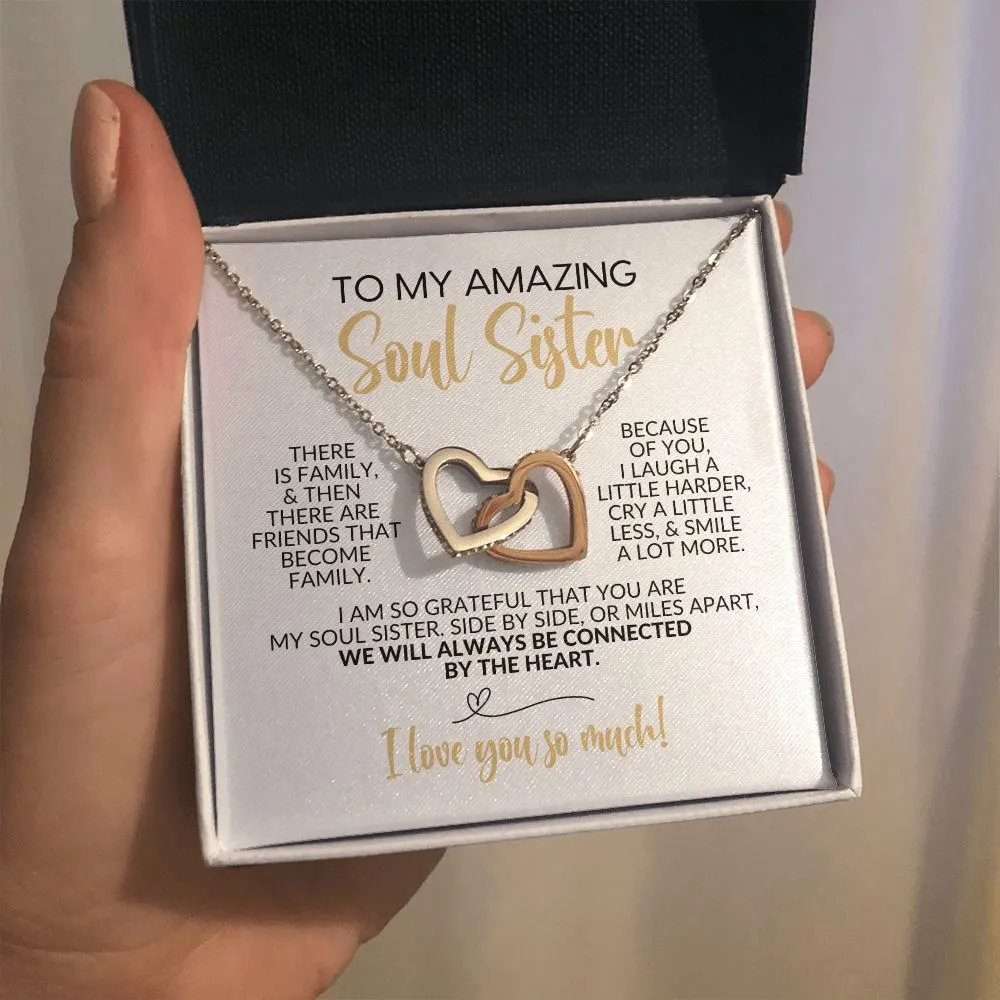 TO MY AMAZING
Soul Sister
THERE
IS FAMILY,
& THEN
THERE ARE
FRIENDS THAT
BECOME
FAMILY.
BECAUSE
OF YOU,
I LAUGH A
LITTLE HARDER,
CRY A LITTLE
LESS, & SMILE
A LOT MORE.
I AM SO GRATEFUL THAT YOU ARE
MY SOUL SISTER. SIDE BY SIDE, OR MILES APART,
WE WILL ALWAYS BE CONNECTED
BY THE HEART.
I love you so much!